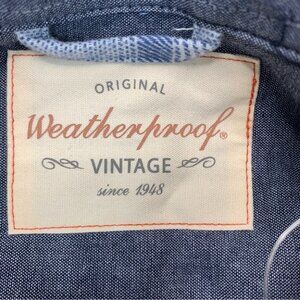 ORIGINAL
Weatherproof®
VINTAGE
since 1948